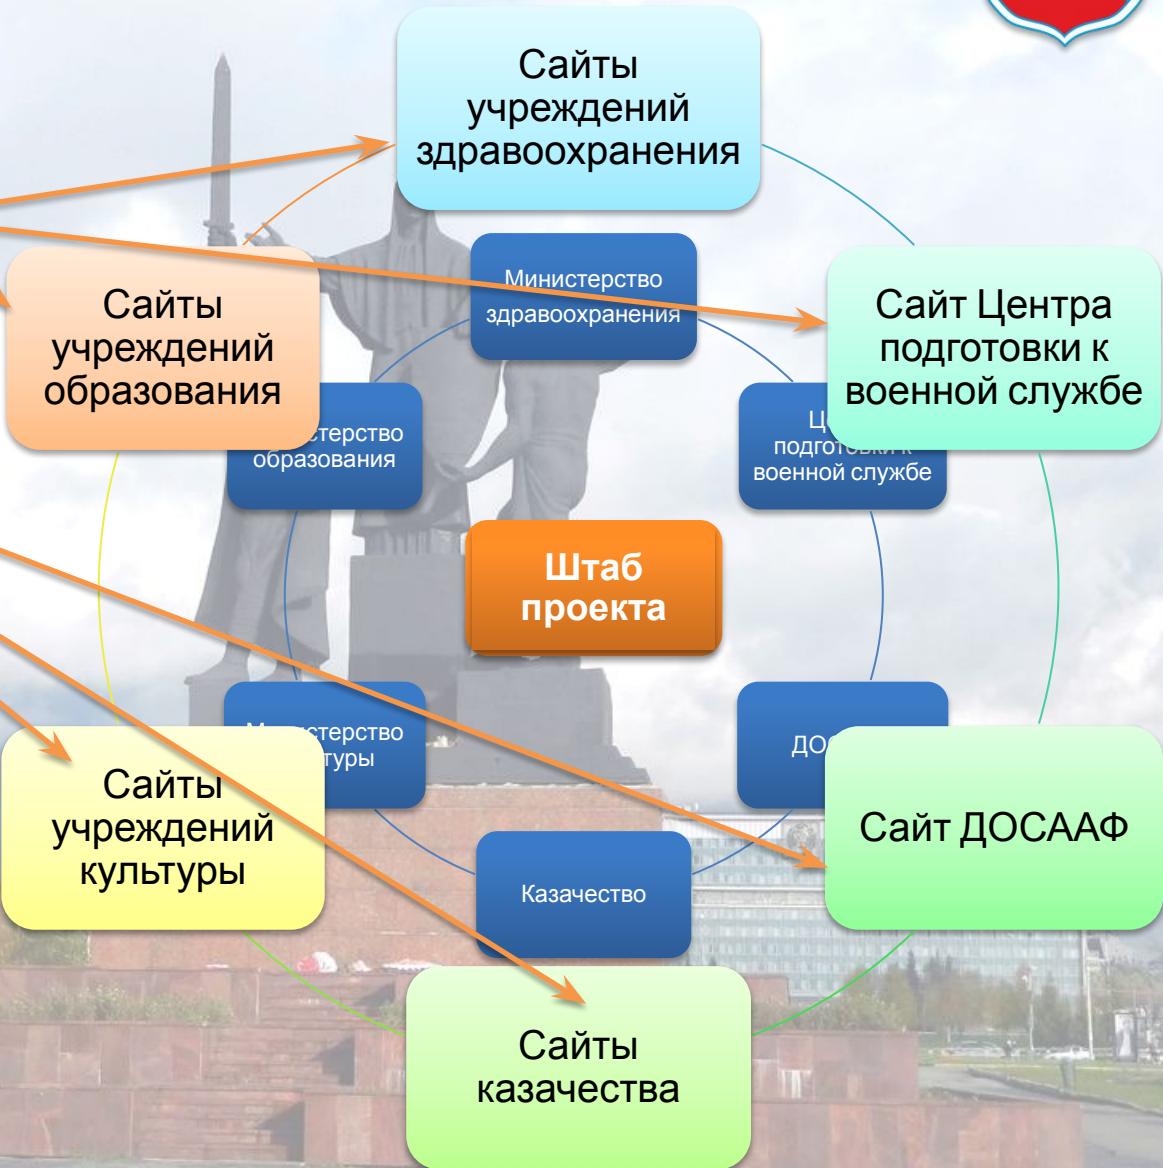 Сайты
учреждений
здравоохранения
Министерство
здравоохранения
Сайты
учреждений
образования
Сайт Центра
подготовки к
военной службе
образования
подготовки к
военной службе
Штаб
проекта
Сайты
учреждений
культуры
Сайт ДОСААФ
Казачество
Сайты
казачества